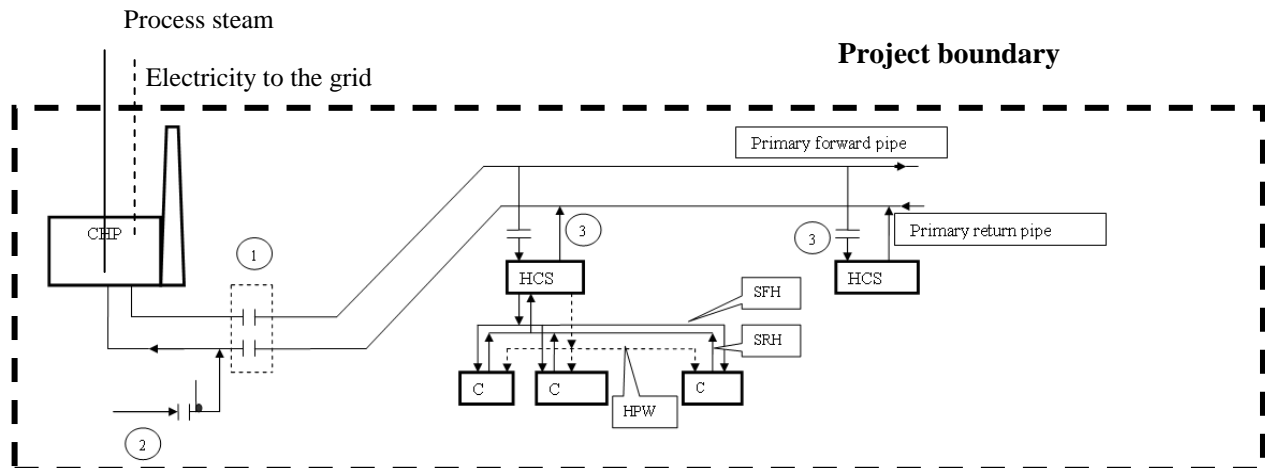 Process steam
Project boundary
Electricity to the grid
Primary forward pipe
CHP
Primary return pipe
1
3
3
HCS
HCS
SFH
SRH
C
C
C
HPW
2